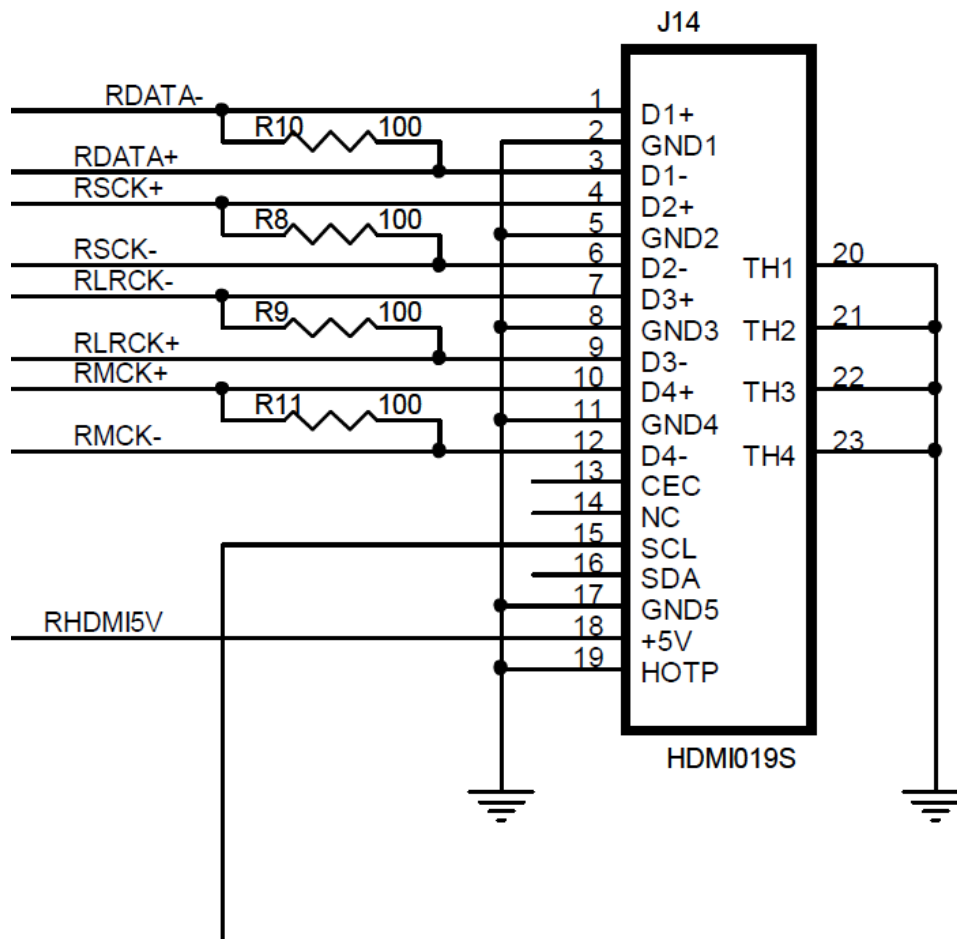 J14
RDATA- 1 D1+
R10 100 2 GND1
RDATA+ 3 D1-
RSCK+ 4 D2+
R8 100 5 GND2
RSCK- 6 D2- TH1 20
RLRCK- 7 D3+
R9 100 8 GND3 TH2 21
RLRCK+ 9 D3-
RMCK+ 10 D4+ TH3 22
R11 100 11 GND4
RMCK- 12 D4- TH4 23
13 CEC
14 NC
15 SCL
16 SDA
17 GND5
RHDMI5V 18 +5V
19 HOTP
HDMI019S